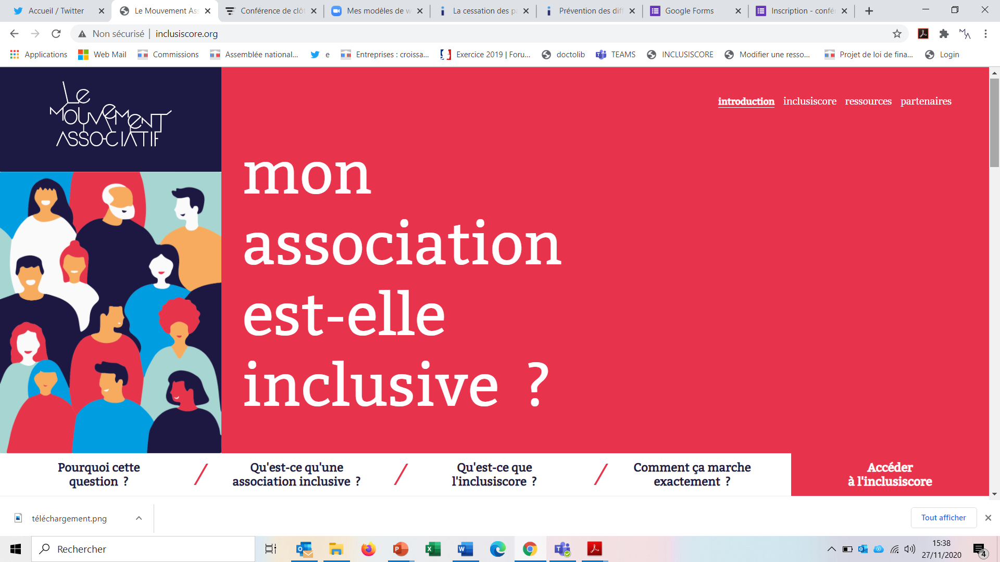 Accueil / Twitter
Le Mouvement Ass
Conférence de clôt
Mes modèles de w
La cessation des p
Prévention des diff
Google Forms
Inscription - confé
Non sécurisé | inclusiscore.org
Applications
Web Mail
Commissions
Assemblée national...
e
Entreprises : croissa...
Exercice 2019 | Foru...
doctolib
TEAMS
INCLUSISCORE
Modifier une resso...
Projet de loi de fina...
Login
Le
Mouvement
Associatif
introduction inclusiscore ressources partenaires
mon
association
est-elle
inclusive ?
Pourquoi cette
question ?
/
Qu'est-ce qu'une
association inclusive ?
/
Qu'est-ce que
l'inclusiscore ?
/
Comment ça marche
exactement ?
Accéder
à l'inclusiscore
téléchargement.png
Tout afficher
Rechercher
15:38
27/11/2020
4